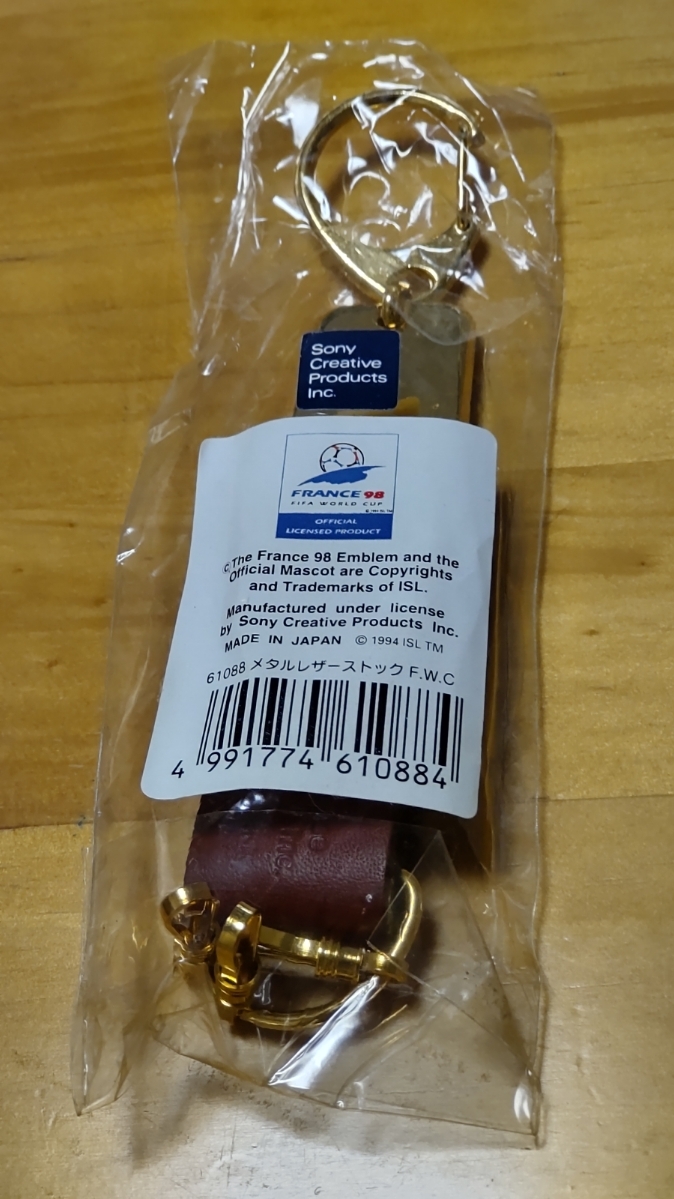 Sony
Creative
Products
Inc.
FRANCE 98
FIFA WORLD CUP
OFFICIAL
LICENSED PRODUCT
© The France 98 Emblem and the
Official Mascot are Copyrights
and Trademarks of ISL.
Manufactured under license
by Sony Creative Products Inc.
MADE IN JAPAN © 1994 ISL TM
61088 メタルレザーストック F.W.C
4 991774 610884